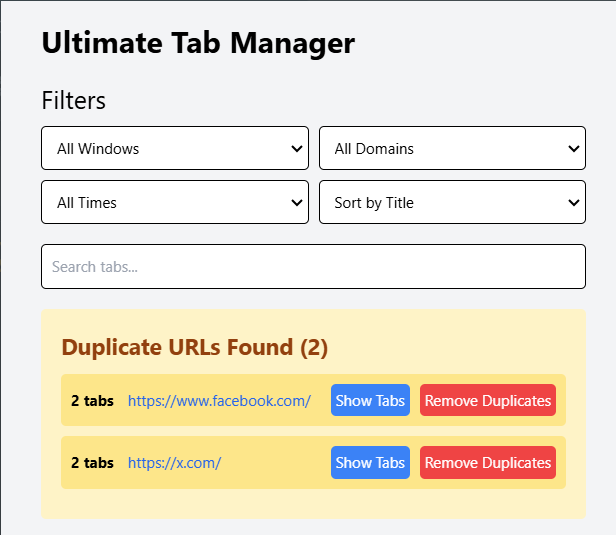 Ultimate Tab Manager
Filters
All Windows All Domains
All Times Sort by Title
Search tabs...
Duplicate URLs Found (2)
2 tabs https://www.facebook.com/ Show Tabs Remove Duplicates
2 tabs https://x.com/ Show Tabs Remove Duplicates